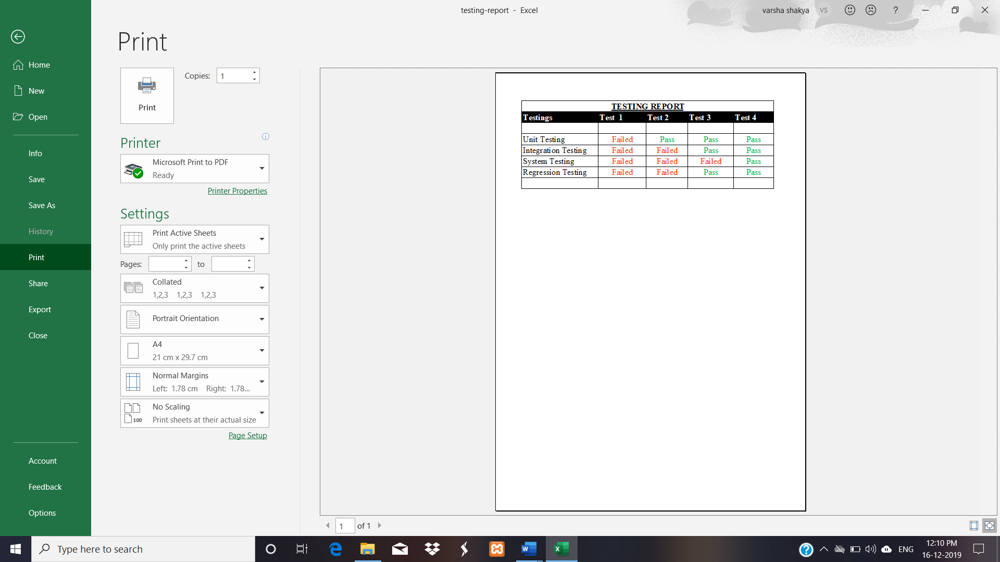 testing-report - Excel
varsha shakya VS
?
Print
Home
New
Open
Info
Save
Save As
History
Print
Share
Export
Close
Account
Feedback
Options
Print
Copies: 1
Printer
Microsoft Print to PDF
Ready
Printer Properties
Settings
Print Active Sheets
Only print the active sheets
Pages: to
Collated
1,2,3 1,2,3 1,2,3
Portrait Orientation
A4
21 cm x 29.7 cm
Normal Margins
Left: 1.78 cm Right: 1.78...
No Scaling
100
Print sheets at their actual size
Page Setup
TESTING REPORT
Testings Test 1 Test 2 Test 3 Test 4
Unit Testing Failed Pass Pass Pass
Integration Testing Failed Failed Pass Pass
System Testing Failed Failed Failed Pass
Regression Testing Failed Failed Pass Pass
1 of 1
Type here to search
ENG
12:10 PM
16-12-2019